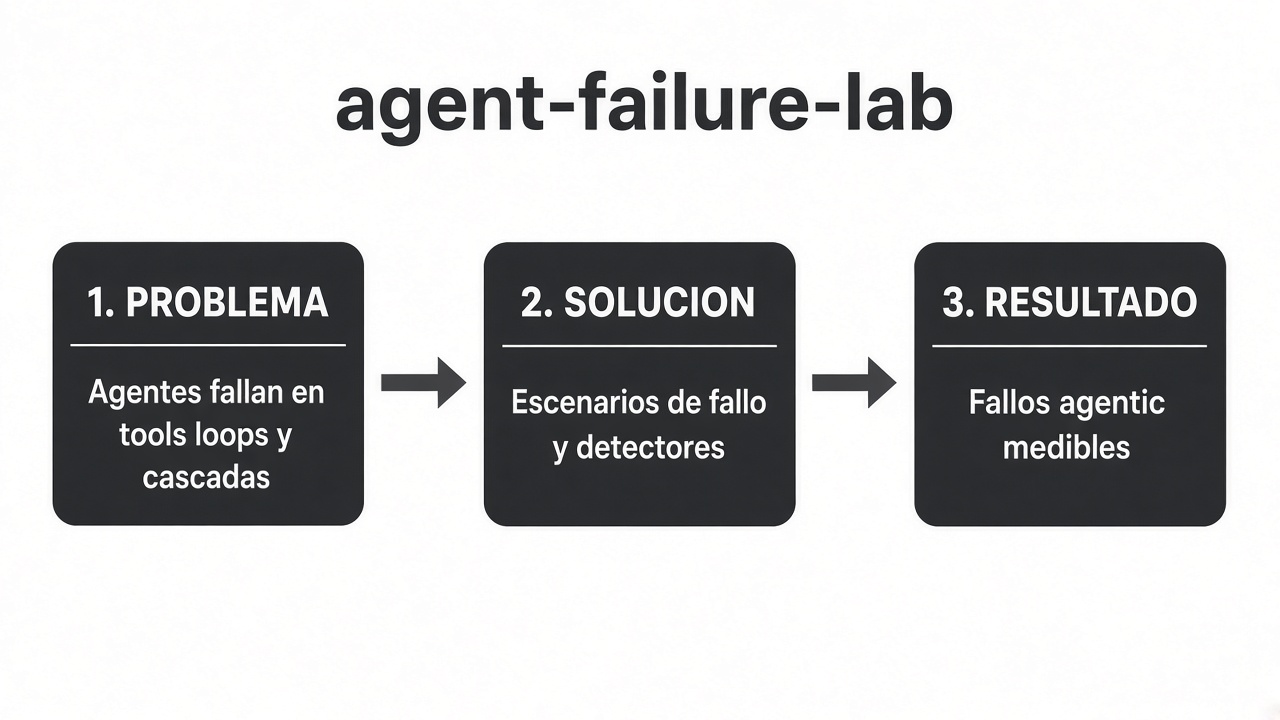 agent-failure-lab
1. PROBLEMA
Agentes fallan en
tools loops y
cascadas
2. SOLUCION
Escenarios de fallo
y detectores
3. RESULTADO
Fallos agentic
medibles